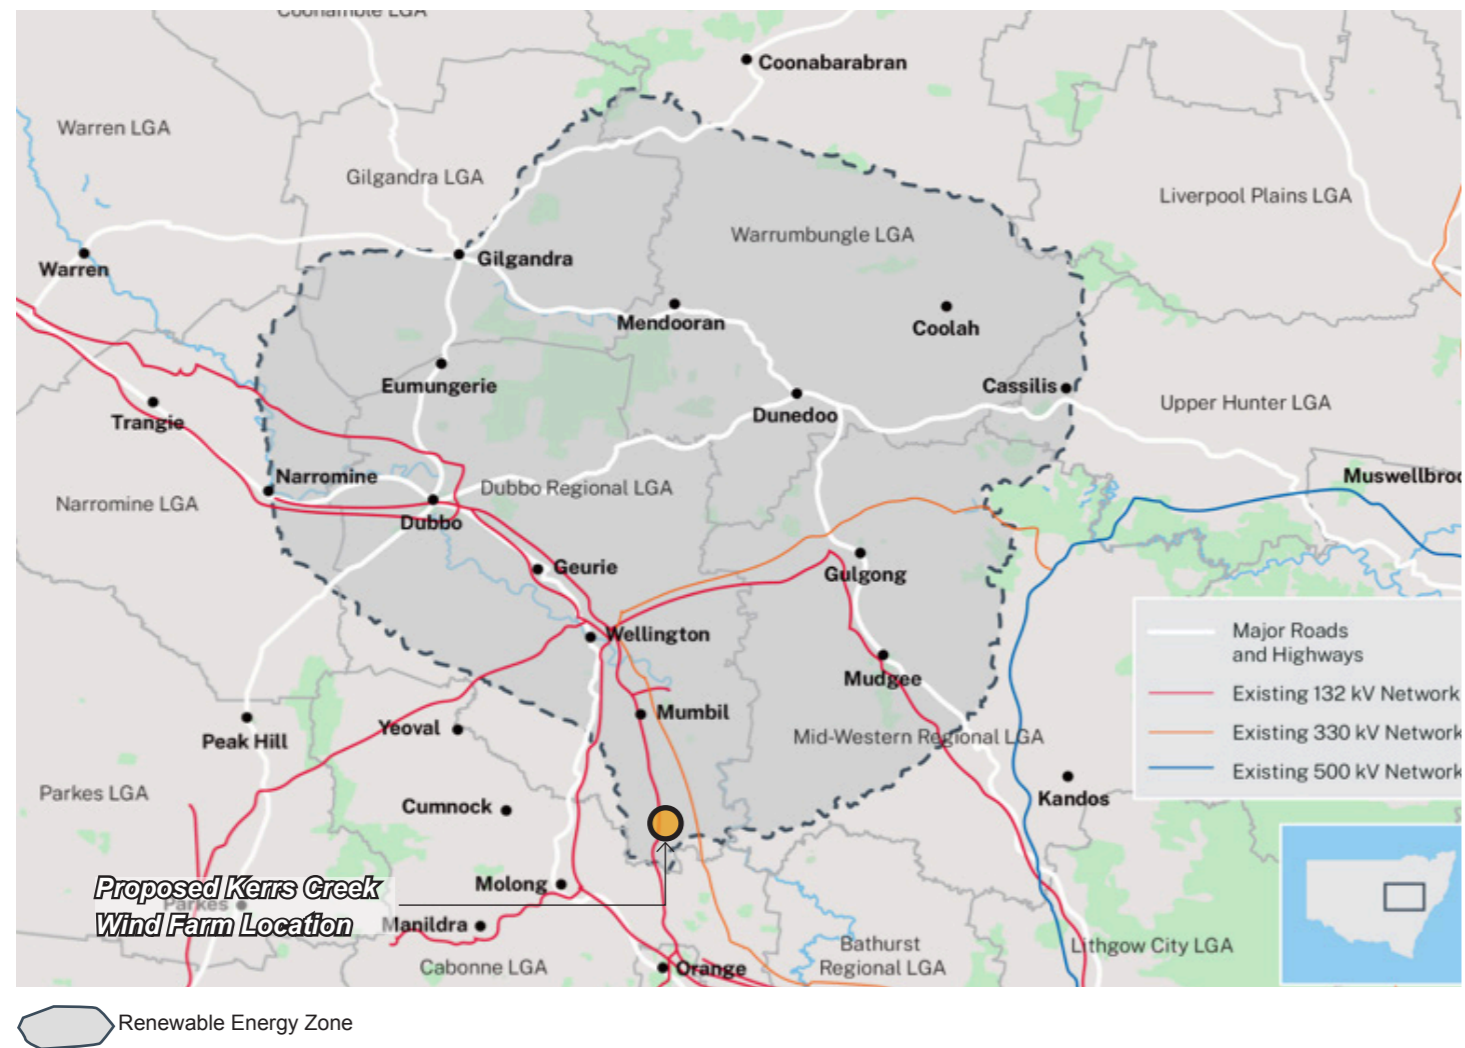 Coonamble LGA
Coonabarabran
Warren LGA
Gilgandra LGA
Liverpool Plains LGA
Warrumbungle LGA
Warren
Gilgandra
Mendooran
Coolah
Eumungerie
Cassilis
Upper Hunter LGA
Trangie
Dunedoo
Narromine
Muswellbroo
Narromine LGA
Dubbo Regional LGA
Dubbo
Geurie
Gulgong
Wellington
Major Roads
and Highways
Mudgee
Existing 132 kV Network
Mumbil
Yeoval
Peak Hill
Mid-Western Regional LGA
Existing 330 kV Network
Existing 500 kV Network
Parkes LGA
Cumnock
Kandos
Proposed Kerrs Creek
Wind Farm Location
Parkes
Molong
Manildra
Cabonne LGA
Orange
Bathurst
Regional LGA
Lithgow City LGA
Renewable Energy Zone